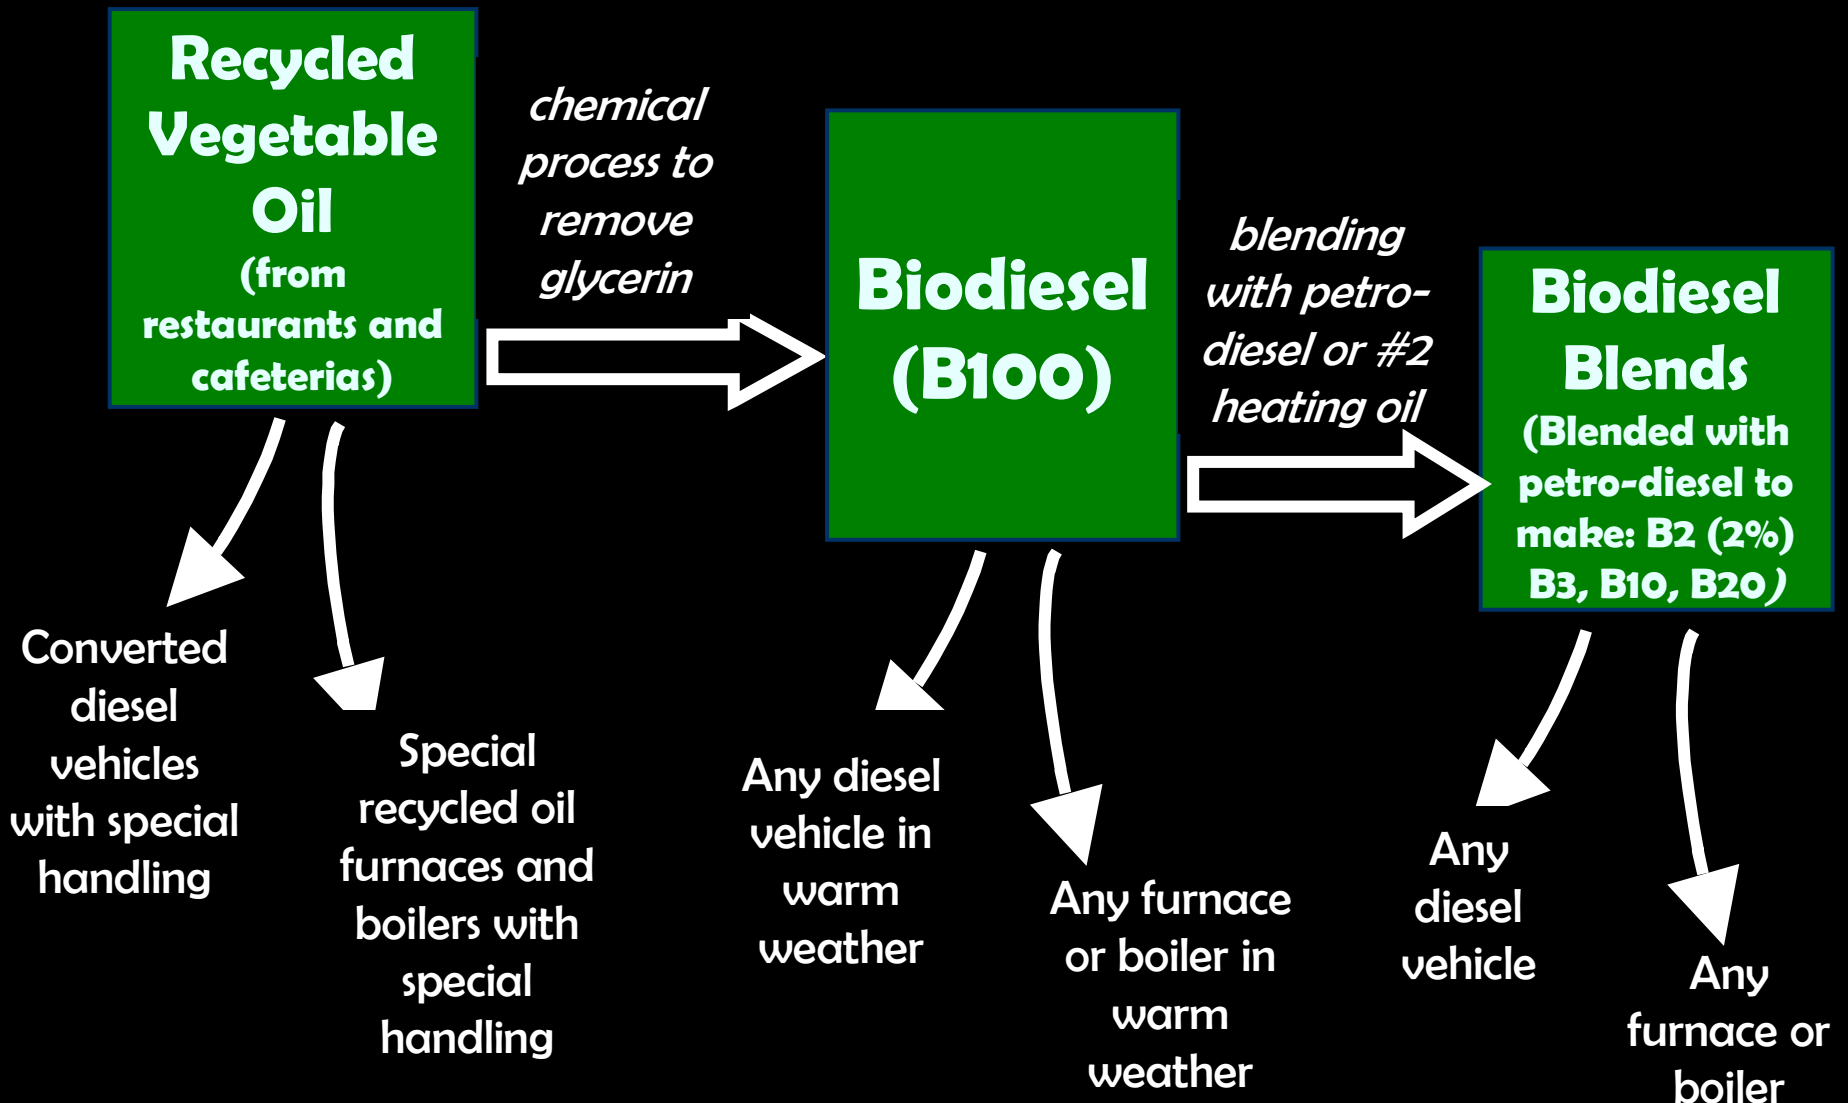 Recycled
Vegetable
Oil
(from
restaurants and
cafeterias)
chemical
process to
remove
glycerin
Biodiesel
(B100)
blending
with petro-
diesel or #2
heating oil
Biodiesel
Blends
(Blended with
petro-diesel to
make: B2 (2%)
B3, B10, B20)
Converted
diesel
vehicles
with special
handling
Special
recycled oil
furnaces and
boilers with
special
handling
Any diesel
vehicle in
warm
weather
Any furnace
or boiler in
warm
weather
Any
diesel
vehicle
Any
furnace or
boiler